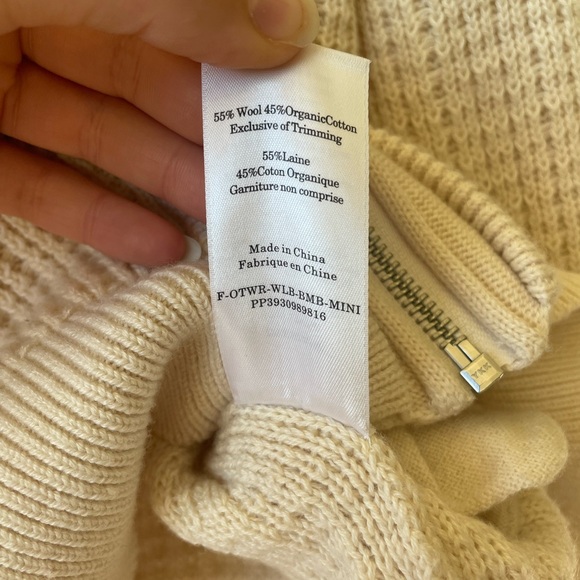 55% Wool 45%OrganicCotton
Exclusive of Trimming
55%Laine
45%Coton Organique
Garniture non comprise
Made in China
Fabrique en Chine
F-OTWR-WLB-BMB-MINI
PP3930989816